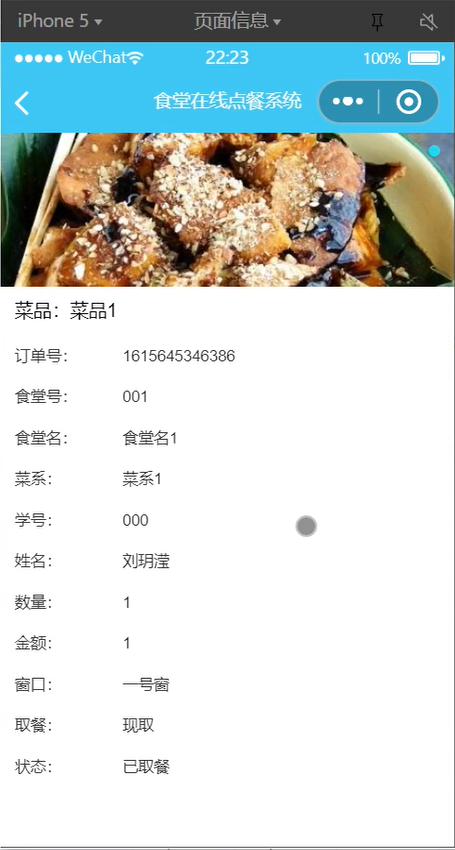 iPhone 5 页面信息
WeChat 22:23 100%
食堂在线点餐系统
菜品：菜品1
订单号： 1615645346386
食堂号： 001
食堂名： 食堂名1
菜系： 菜系1
学号： 000
姓名： 刘玥滢
数量： 1
金额： 1
窗口： 一号窗
取餐： 现取
状态： 已取餐